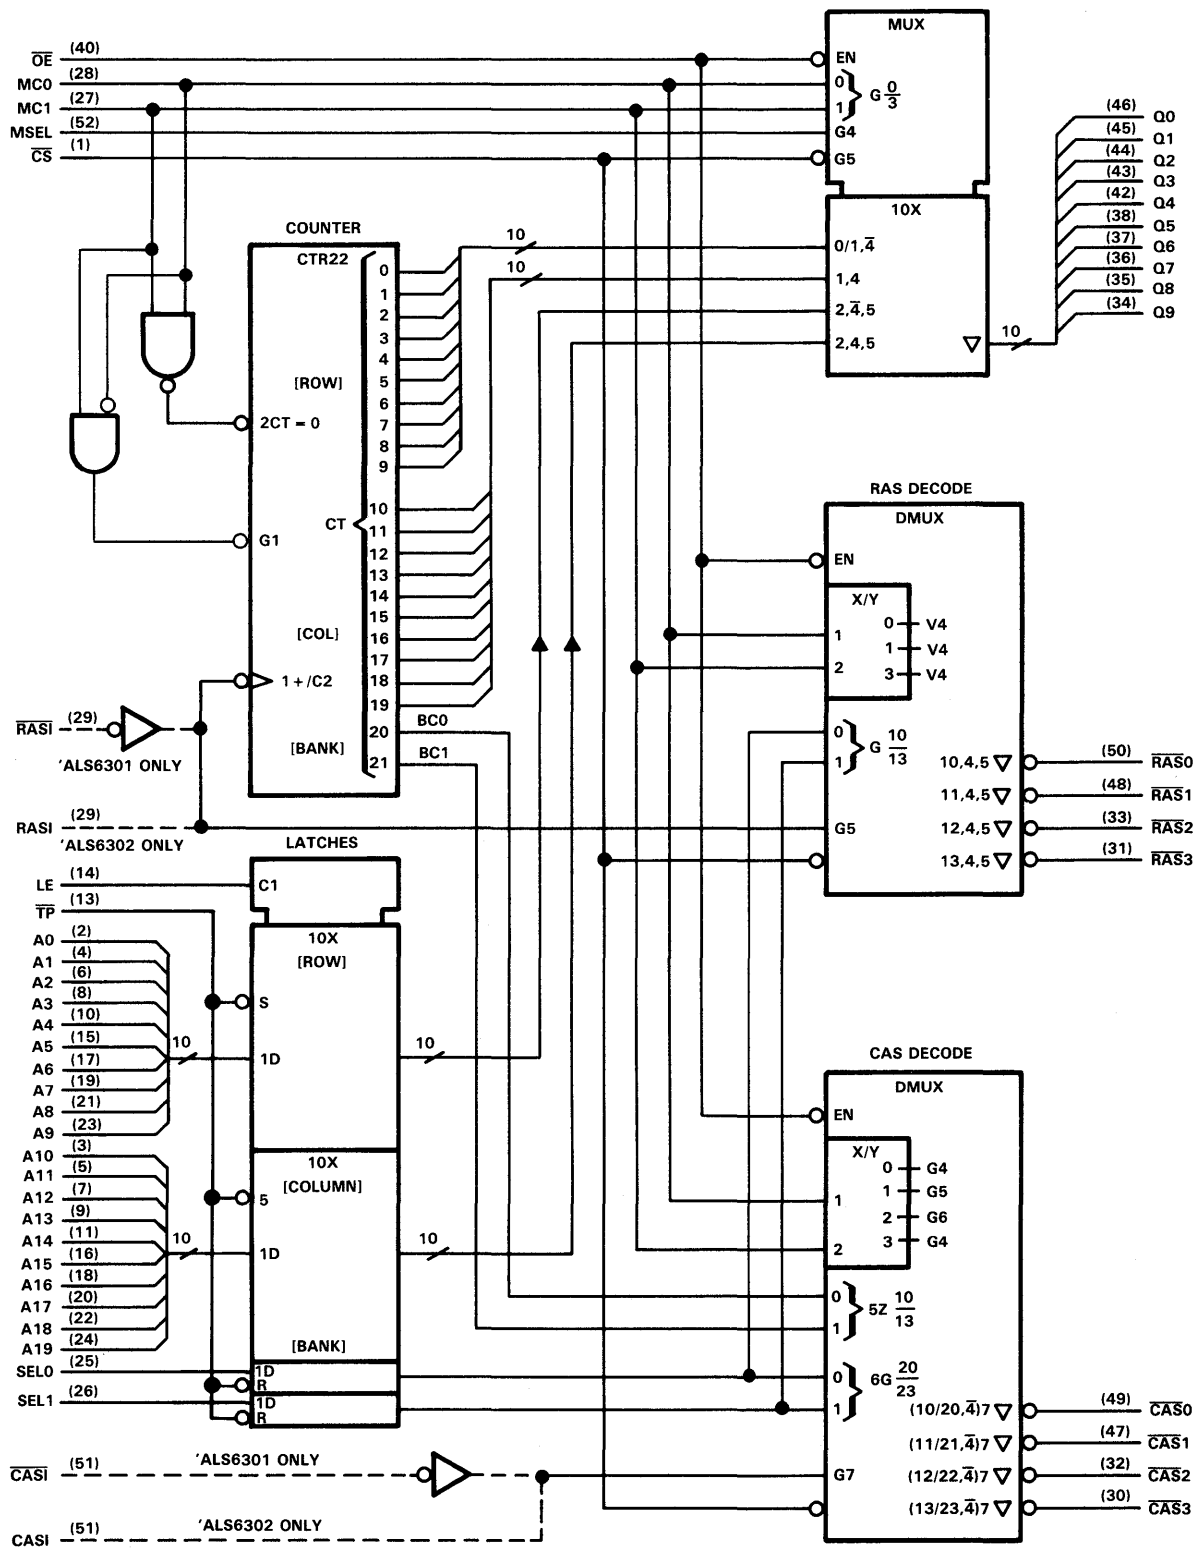 MUX
OE (40) EN
MC0 (28) 0
MC1 (27) 1
G 0/3
MSEL (52) G4
CS (1) G5
10X
0/1,4̅
1,4
2,4̅,5
2,4,5 ▽
10
10
10
(46) Q0
(45) Q1
(44) Q2
(43) Q3
(42) Q4
(38) Q5
(37) Q6
(36) Q7
(35) Q8
(34) Q9
COUNTER
CTR22
0
1
2
3
4
5
6
7
8
9
[ROW]
2CT = 0
G1
CT
10
11
12
13
14
15
16
17
18
19
20
21
[COL]
1 +/C2
[BANK]
BC0
BC1
R̅A̅S̅I̅ (29)
'ALS6301 ONLY
RASI (29)
'ALS6302 ONLY
RAS DECODE
DMUX
EN
X/Y
1
2
0 V4
1 V4
3 V4
0
1
G 10/13
G5
10,4,5 ▽ (50) R̅A̅S̅0̅
11,4,5 ▽ (48) R̅A̅S̅1̅
12,4,5 ▽ (33) R̅A̅S̅2̅
13,4,5 ▽ (31) R̅A̅S̅3̅
LATCHES
LE (14) C1
T̅P̅ (13)
10X
[ROW]
S
1D
A0 (2)
A1 (4)
A2 (6)
A3 (8)
A4 (10)
A5 (15)
A6 (17)
A7 (19)
A8 (21)
A9 (23)
10
10
10X
[COLUMN]
5
1D
A10 (3)
A11 (5)
A12 (7)
A13 (9)
A14 (11)
A15 (16)
A16 (18)
A17 (20)
A18 (22)
A19 (24)
10
10
[BANK]
SEL0 (25) 1D
R
SEL1 (26) 1D
R
CAS DECODE
DMUX
EN
X/Y
1
2
0 G4
1 G5
2 G6
3 G4
0
1
5Z 10/13
0
1
6G 20/23
G7
(10/20,4̅)7 ▽ (49) C̅A̅S̅0̅
(11/21,4̅)7 ▽ (47) C̅A̅S̅1̅
(12/22,4̅)7 ▽ (32) C̅A̅S̅2̅
(13/23,4̅)7 ▽ (30) C̅A̅S̅3̅
C̅A̅S̅I̅ (51) 'ALS6301 ONLY
CASI (51) 'ALS6302 ONLY